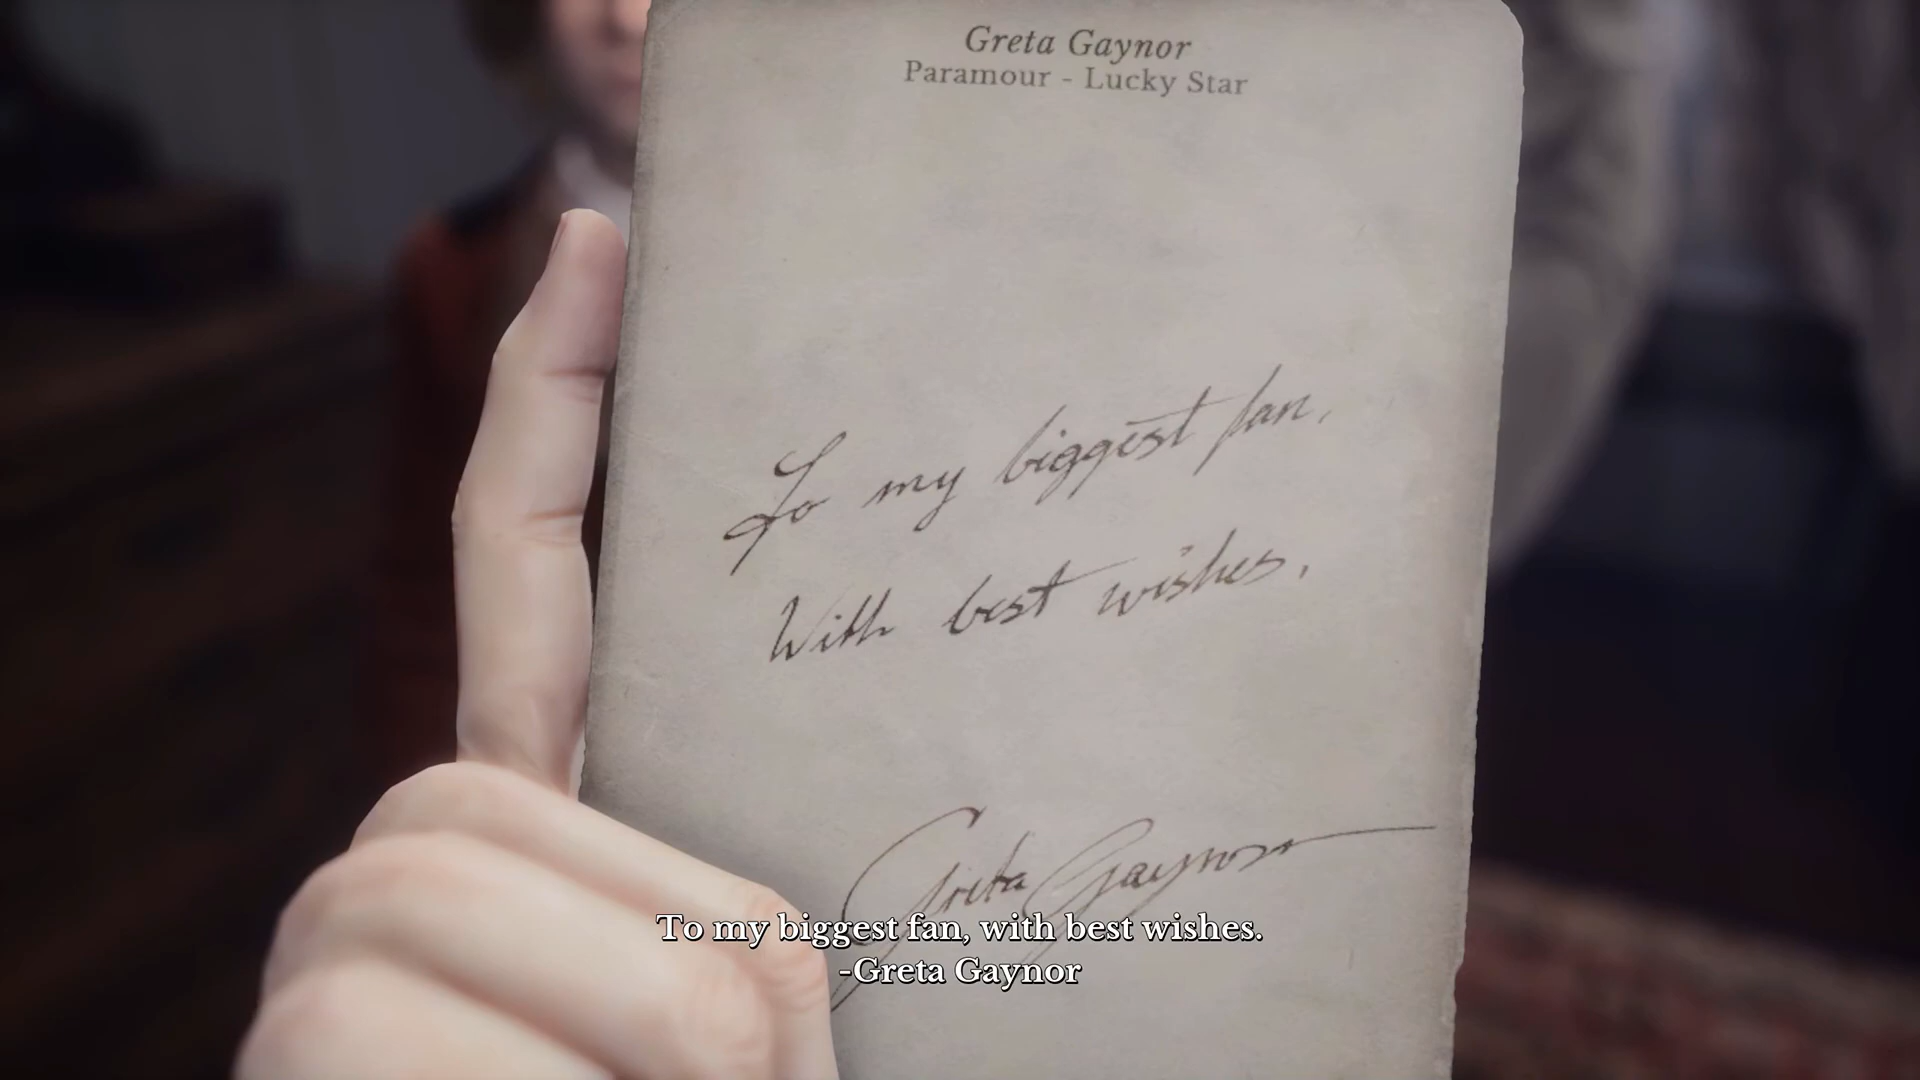 Greta Gaynor
Paramour - Lucky Star
To my biggest fan,
With best wishes,
Greta Gaynor
To my biggest fan, with best wishes.
-Greta Gaynor